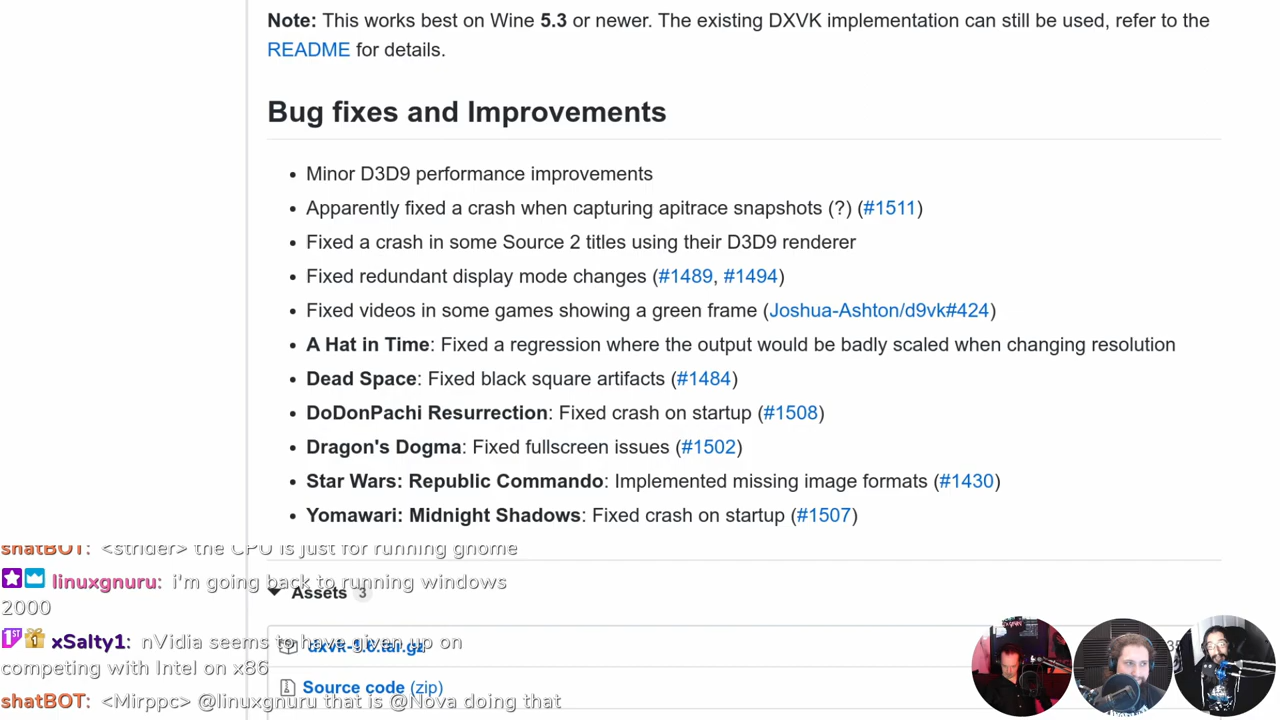 Note: This works best on Wine 5.3 or newer. The existing DXVK implementation can still be used, refer to the
README for details.
Bug fixes and Improvements
• Minor D3D9 performance improvements
• Apparently fixed a crash when capturing apitrace snapshots (?) (#1511)
• Fixed a crash in some Source 2 titles using their D3D9 renderer
• Fixed redundant display mode changes (#1489, #1494)
• Fixed videos in some games showing a green frame (Joshua-Ashton/d9vk#424)
• A Hat in Time: Fixed a regression where the output would be badly scaled when changing resolution
• Dead Space: Fixed black square artifacts (#1484)
• DoDonPachi Resurrection: Fixed crash on startup (#1508)
• Dragon's Dogma: Fixed fullscreen issues (#1502)
• Star Wars: Republic Commando: Implemented missing image formats (#1430)
• Yomawari: Midnight Shadows: Fixed crash on startup (#1507)
shatBOT: <strider> the CPU is just for running gnome
linuxgnuru: i'm going back to running windows
2000
Assets 3
1ST 1 xSalty1: nVidia seems to have given up on
competing with Intel on x86
dxvk-1.6.tar.gz
Source code (zip)
shatBOT: <Mirppc> @linuxgnuru that is @Nova doing that